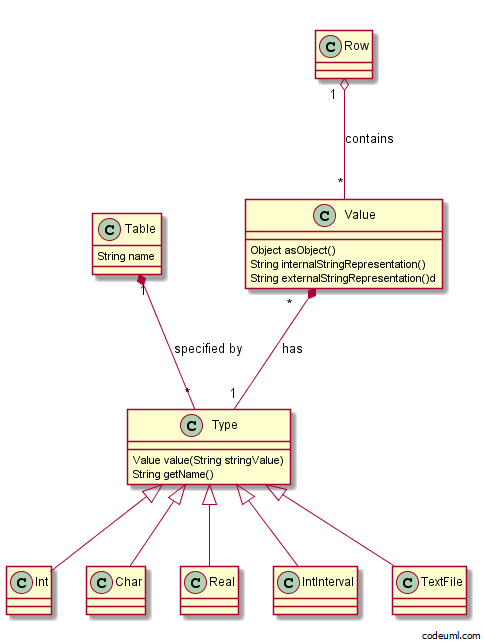 C Row
1
contains
*
C Table
String name
C Value
Object asObject()
String internalStringRepresentation()
String externalStringRepresentation()d
1
*
specified by
has
*
1
C Type
Value value(String stringValue)
String getName()
C Int
C Char
C Real
C IntInterval
C TextFile
codeuml.com